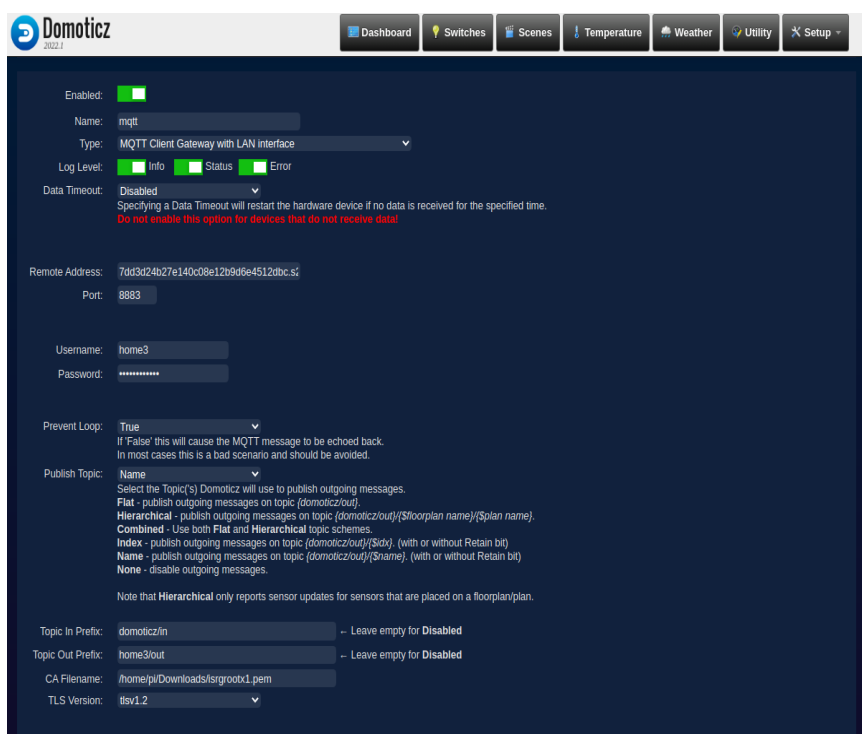 Domoticz
2022.1
Dashboard Switches Scenes Temperature Weather Utility Setup
Enabled:
Name: mqtt
Type: MQTT Client Gateway with LAN interface
Log Level: Info Status Error
Data Timeout: Disabled
Specifying a Data Timeout will restart the hardware device if no data is received for the specified time.
Do not enable this option for devices that do not receive data!
Remote Address: 7dd3d24b27e140c08e12b9d6e4512dbc.s2
Port: 8883
Username: home3
Password: ••••••••••••
Prevent Loop: True
If 'False' this will cause the MQTT message to be echoed back.
In most cases this is a bad scenario and should be avoided.
Publish Topic: Name
Select the Topic('s) Domoticz will use to publish outgoing messages.
Flat - publish outgoing messages on topic {domoticz/out}.
Hierarchical - publish outgoing messages on topic {domoticz/out}/{$floorplan name}/{$plan name}.
Combined - Use both Flat and Hierarchical topic schemes.
Index - publish outgoing messages on topic {domoticz/out}/{$idx}. (with or without Retain bit)
Name - publish outgoing messages on topic {domoticz/out}/{$name}. (with or without Retain bit)
None - disable outgoing messages.
Note that Hierarchical only reports sensor updates for sensors that are placed on a floorplan/plan.
Topic In Prefix: domoticz/in ← Leave empty for Disabled
Topic Out Prefix: home3/out ← Leave empty for Disabled
CA Filename: /home/pi/Downloads/isrgrootx1.pem
TLS Version: tlsv1.2